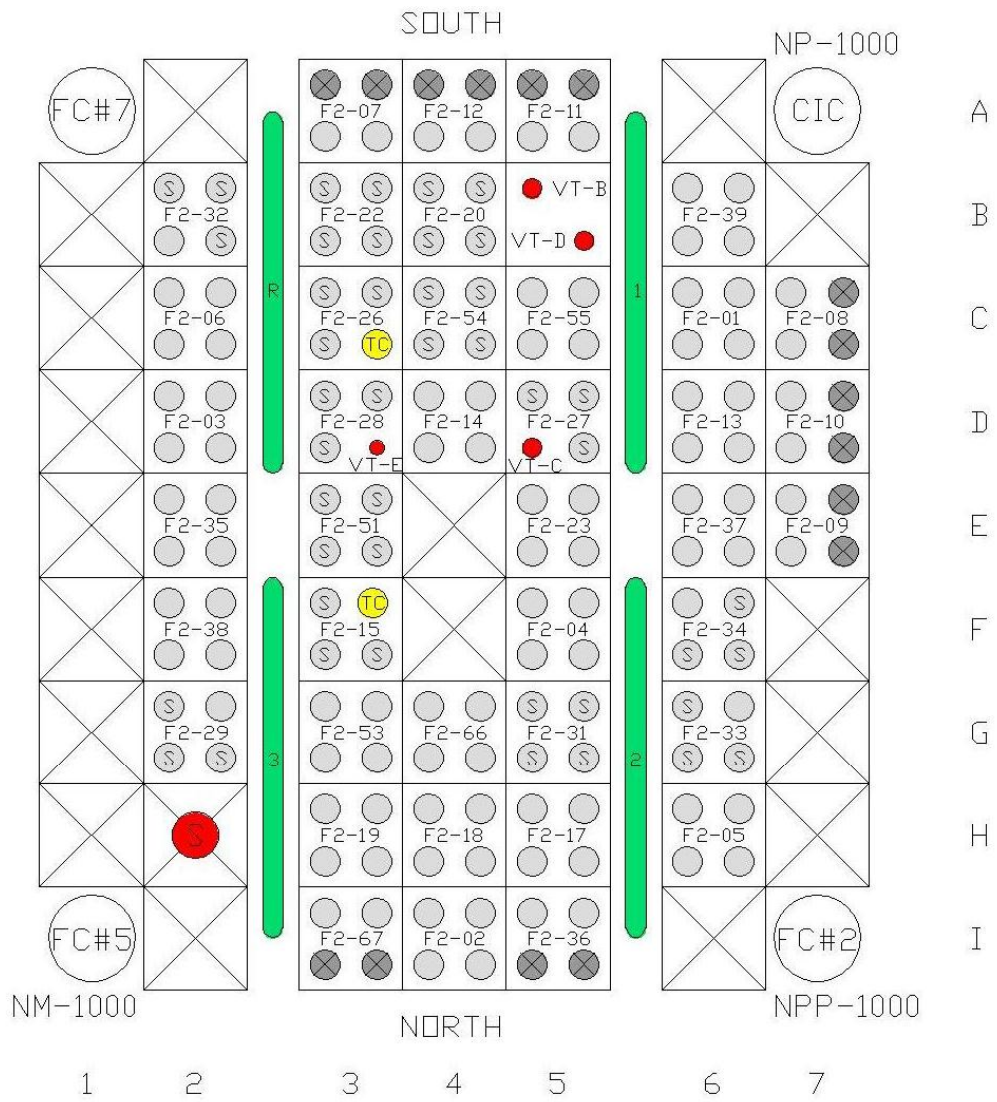 SOUTH
NP-1000
FC#7 CIC A
F2-07 F2-12 F2-11
S S S S S S VT-B
F2-32 F2-22 F2-20 F2-39 B
S S S S S VT-D
R 1
S S S S
F2-06 F2-26 F2-54 F2-55 F2-01 F2-08 C
S TC S S
S S S S
F2-03 F2-28 F2-14 F2-27 F2-13 F2-10 D
S S
VT-E VT-C
S S
F2-35 F2-51 F2-23 F2-37 F2-09 E
S S
S TC S
F2-38 F2-15 F2-04 F2-34 F
S S S S
S S S S
F2-29 F2-53 F2-66 F2-31 F2-33 G
S S S S S S
3 2
F2-19 F2-18 F2-17 F2-05 H
S
FC#5 F2-67 F2-02 F2-36 FC#2 I
NM-1000 NPP-1000
NORTH
1 2 3 4 5 6 7